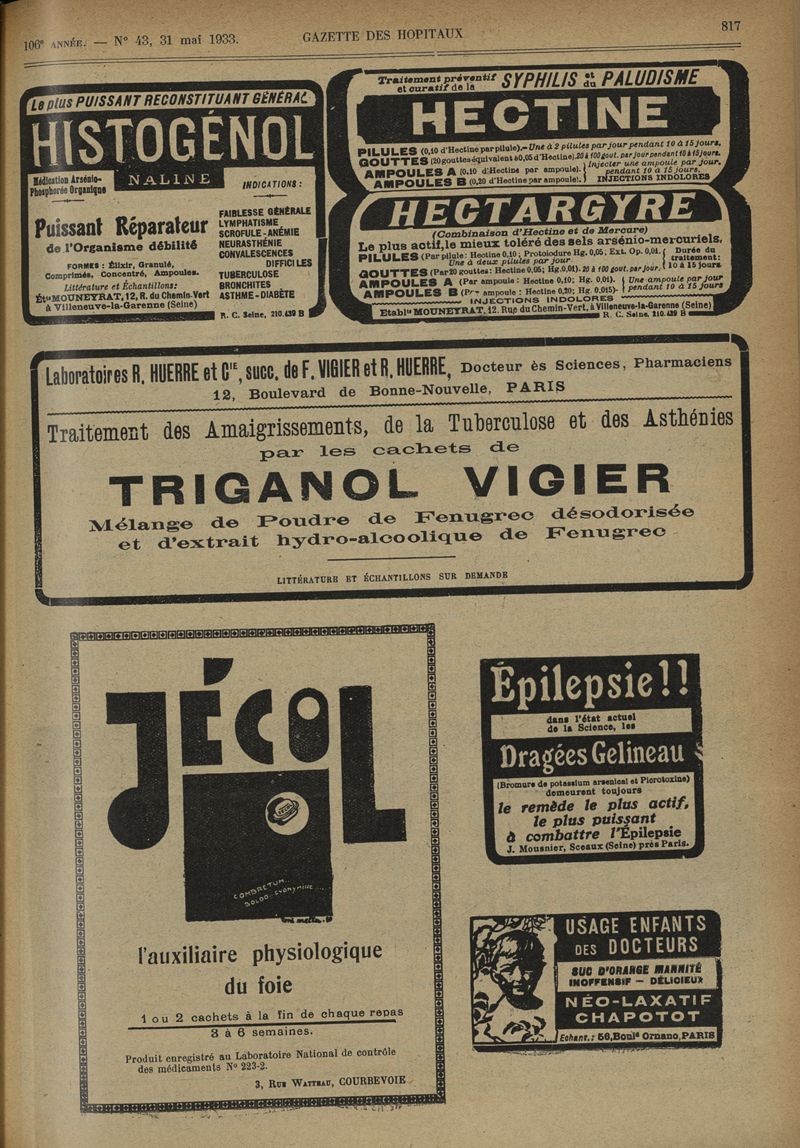 106e ANNÉE. — N° 43, 31 mai 1933.
GAZETTE DES HOPITAUX
817
Le plus PUISSANT RECONSTITUANT GÉNÉRAL
HISTOGÉNOL
Médication Arsénio-
Phosphorée Organique
NALINE
Puissant Réparateur
de l'Organisme débilité
FORMES : Élixir, Granulé,
Comprimés, Concentré, Ampoules.
Littérature et Échantillons:
Éts MOUNEYRAT, 12, R. du Chemin-Vert
à Villeneuve-la-Garenne (Seine)
INDICATIONS :
FAIBLESSE GÉNÉRALE
LYMPHATISME
SCROFULE - ANÉMIE
NEURASTHÉNIE
CONVALESCENCES
DIFFICILES
TUBERCULOSE
BRONCHITES
ASTHME - DIABÈTE
R. C. Seine, 210.439 B
Traitement préventif
et curatif de la
SYPHILIS et du PALUDISME
HECTINE
PILULES (0,10 d'Hectine par pilule).- Une à 2 pilules par jour pendant 10 à 15 jours.
GOUTTES (20 gouttes équivalent à 0,05 d'Hectine). 20 à 100 gout. par jour pendant 10 à 15 jours.
AMPOULES A (0,10 d'Hectine par ampoule).
AMPOULES B (0,20 d'Hectine par ampoule).
Injecter une ampoule par jour,
pendant 10 à 15 jours.
INJECTIONS INDOLORES
HECTARGYRE
(Combinaison d'Hectine et de Mercure)
Le plus actif, le mieux toléré des sels arsénio-mercuriels.
PILULES (Par pilule : Hectine 0,10 ; Protoiodure Hg. 0,05 ; Ext. Op. 0,01.
Une à deux pilules par jour
GOUTTES (Par 20 gouttes : Hectine 0,05 ; Hg. 0,01). 20 à 100 gout. par jour.
Durée du
traitement:
10 à 15 jours
AMPOULES A (Par ampoule : Hectine 0,10; Hg. 0,01).
AMPOULES B (Par ampoule : Hectine 0,20; Hg. 0,015).
Une ampoule par jour
pendant 10 à 15 jours
INJECTIONS INDOLORES
Etablts MOUNEYRAT, 12, Rue du Chemin-Vert, à Villeneuve-la-Garenne (Seine)
R. C. Seine, 210.439 B
Laboratoires R. HUERRE et Cie, succ. de F. VIGIER et R. HUERRE, Docteur ès Sciences, Pharmaciens
12, Boulevard de Bonne-Nouvelle, PARIS
Traitement des Amaigrissements, de la Tuberculose et des Asthénies
par les cachets de
TRIGANOL VIGIER
Mélange de Poudre de Fenugrec désodorisée
et d'extrait hydro-alcoolique de Fenugrec
LITTÉRATURE ET ÉCHANTILLONS SUR DEMANDE
JÉCOL
JÉCOL
COMBRETUM...
BOLDO - EVONYMINE...
l'auxiliaire physiologique
du foie
1 ou 2 cachets à la fin de chaque repas
3 à 6 semaines.
Produit enregistré au Laboratoire National de contrôle
des médicaments N° 223-2.
3, RUE WATTEAU, COURBEVOIE
Épilepsie!!
dans l'état actuel
de la Science, les
Dragées Gelineau
(Bromure de potassium arsenical et Picrotoxine)
demeurent toujours
le remède le plus actif,
le plus puissant
à combattre l'Épilepsie
J. Mousnier, Sceaux (Seine) près Paris.
USAGE ENFANTS
DES DOCTEURS
SUC D'ORANGE MANNITÉ
INOFFENSIF — DÉLICIEUX
NÉO-LAXATIF
CHAPOTOT
Echant.: 56, Bould Ornano, PARIS